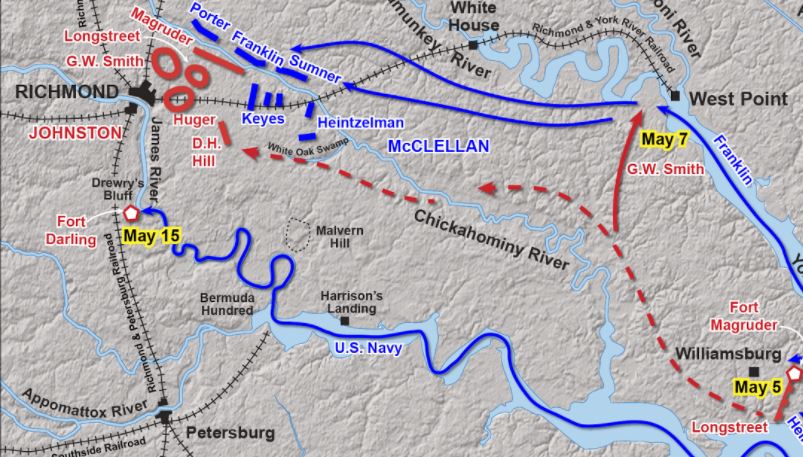 Richm
Porter
Franklin
Sumner
Magruder
Longstreet
G.W. Smith
RICHMOND
JOHNSTON
Huger
D.H.
Hill
Keyes
Heintzelman
White Oak Swamp
McCLELLAN
White
House
River
Richmond & York River Railroad
River
West Point
May 7
G.W. Smith
Franklin
Yo
James River
Drewry's
Bluff
Fort
Darling
May 15
Malvern
Hill
Chickahominy River
Bermuda
Hundred
Harrison's
Landing
U.S. Navy
Richmond & Petersburg Railroad
Fort
Magruder
Williamsburg
May 5
Longstreet
Hei
Appomattox River
Petersburg
Southside Railroad